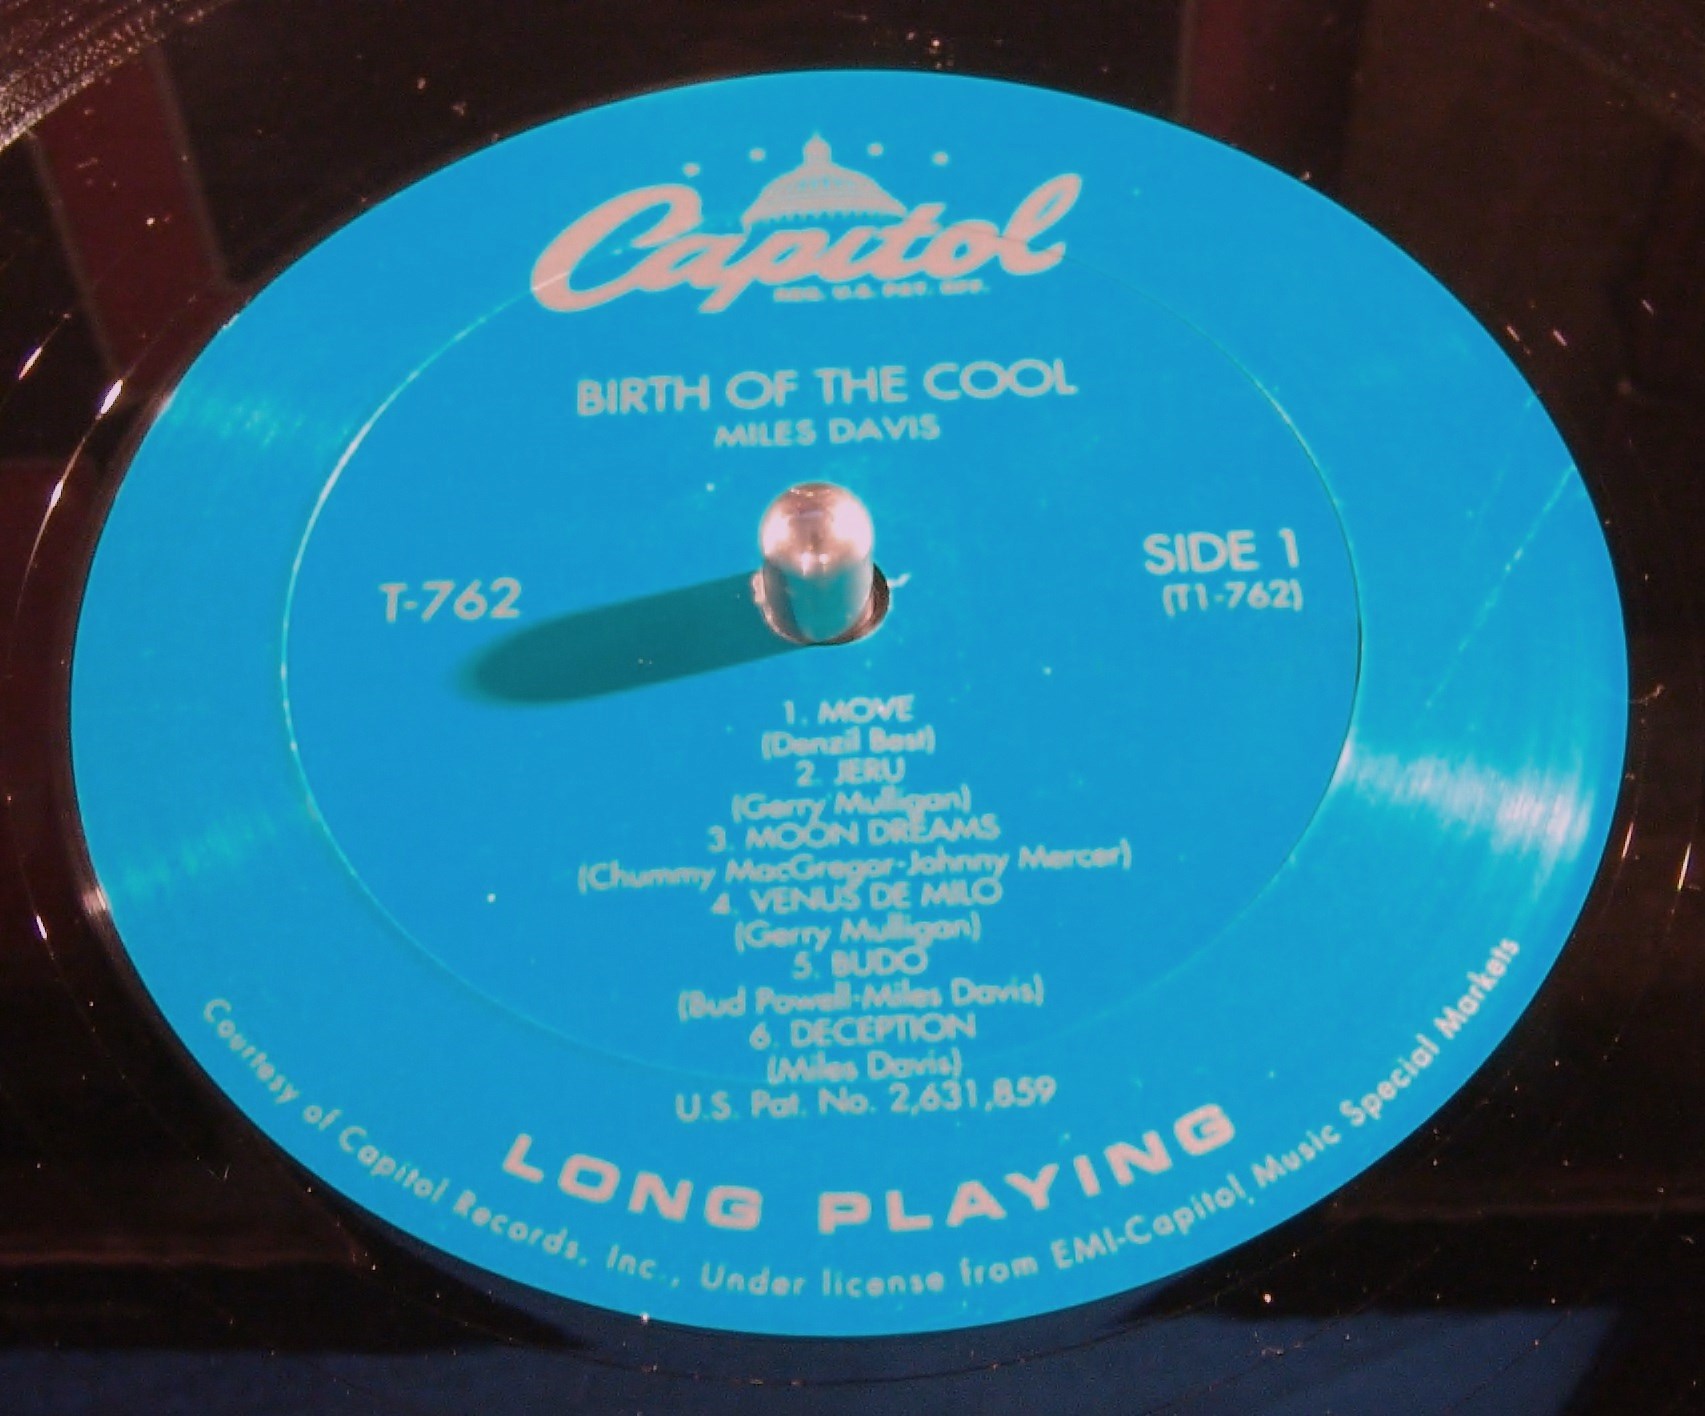 Capitol
REG. U.S. PAT. OFF.
BIRTH OF THE COOL
MILES DAVIS
T-762
SIDE 1
(T1-762)
1. MOVE
(Denzil Best)
2. JERU
(Gerry Mulligan)
3. MOON DREAMS
(Chummy MacGregor-Johnny Mercer)
4. VENUS DE MILO
(Gerry Mulligan)
5. BUDO
(Bud Powell-Miles Davis)
6. DECEPTION
(Miles Davis)
U.S. Pat. No. 2,631,859
LONG PLAYING
Courtesy of Capitol Records, Inc., Under license from EMI-Capitol Music Special Markets